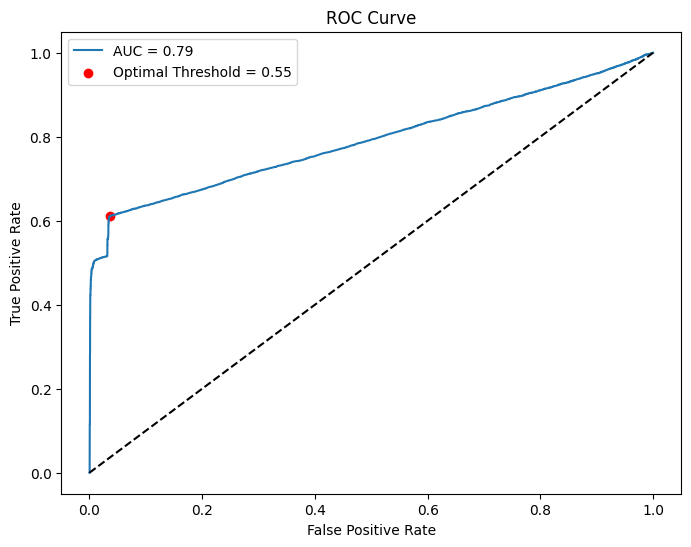 ROC Curve
AUC = 0.79
Optimal Threshold = 0.55
True Positive Rate
1.0
0.8
0.6
0.4
0.2
0.0
0.0 0.2 0.4 0.6 0.8 1.0
False Positive Rate